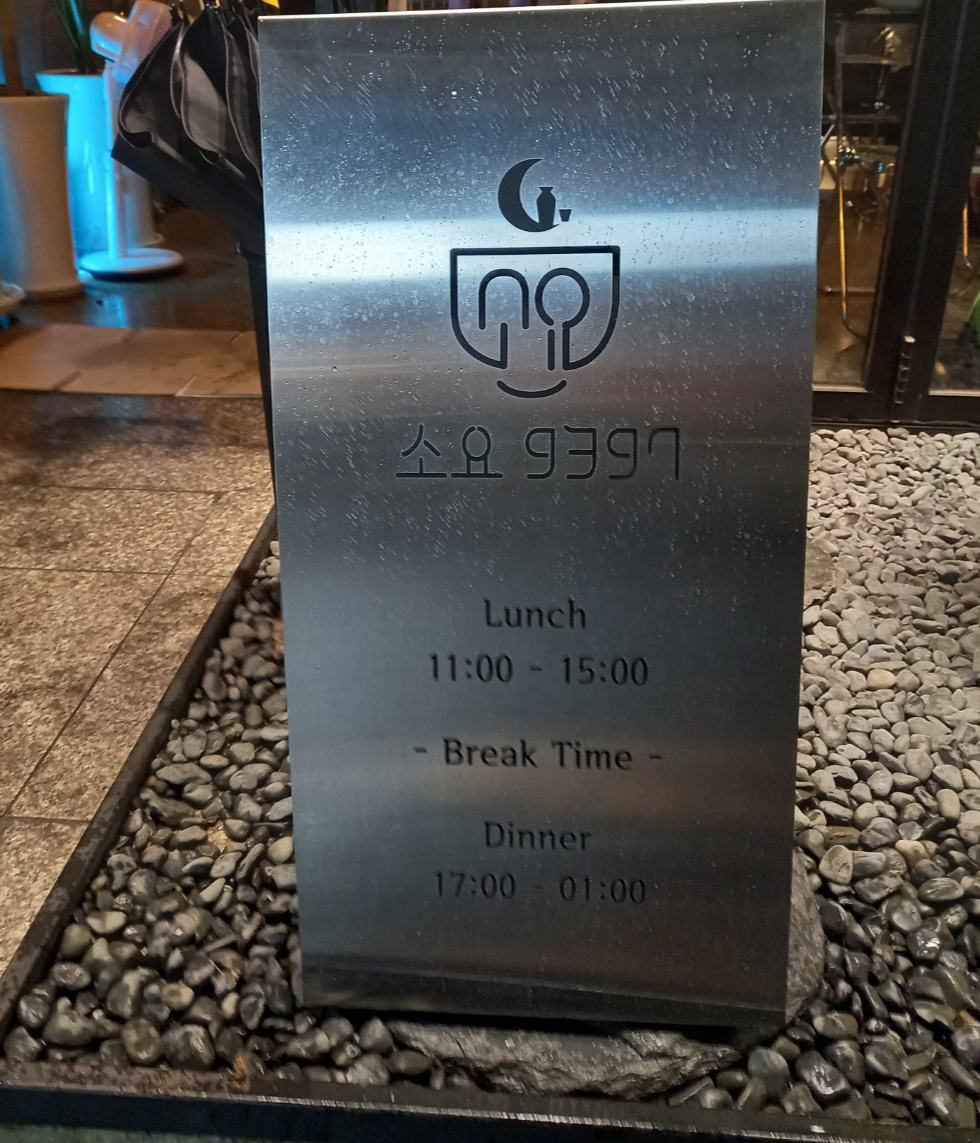 소요 9397
Lunch
11:00 - 15:00
- Break Time -
Dinner
17:00 - 01:00